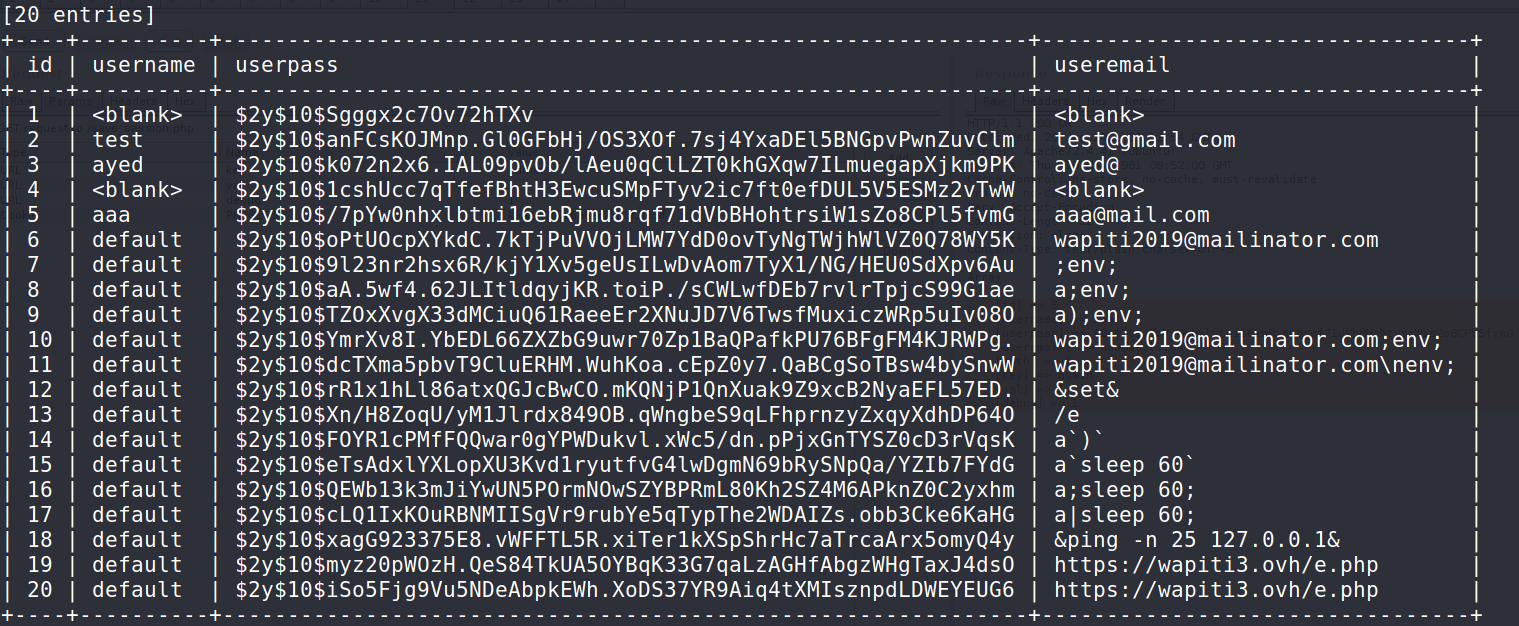 [20 entries]
+----+----------+--------------------------------------------------------------+---------------------------------+
| id | username | userpass | useremail |
+----+----------+--------------------------------------------------------------+---------------------------------+
| 1 | <blank> | $2y$10$Sgggx2c7Ov72hTXv | <blank> |
| 2 | test | $2y$10$anFCsKOJMnp.Gl0GFbHj/OS3XOf.7sj4YxaDEl5BNGpvPwnZuvClm | test@gmail.com |
| 3 | ayed | $2y$10$k072n2x6.IAL09pvOb/lAeu0qClLZT0khGXqw7ILmuegapXjkm9PK | ayed@ |
| 4 | <blank> | $2y$10$1cshUcc7qTfefBhtH3EwcuSMpFTyv2ic7ft0efDUL5V5ESMz2vTwW | <blank> |
| 5 | aaa | $2y$10$/7pYw0nhxlbtmi16ebRjmu8rqf71dVbBHohtrsiW1sZo8CPl5fvmG | aaa@mail.com |
| 6 | default | $2y$10$oPtUOcpXYkdC.7kTjPuVVOjLMW7YdD0ovTyNgTWjhWlVZ0Q78WY5K | wapiti2019@mailinator.com |
| 7 | default | $2y$10$9l23nr2hsx6R/kjY1Xv5geUsILwDvAom7TyX1/NG/HEU0SdXpv6Au | ;env; |
| 8 | default | $2y$10$aA.5wf4.62JLItldqyjKR.toiP./sCWLwfDEb7rvlrTpjcS99G1ae | a;env; |
| 9 | default | $2y$10$TZOxXvgX33dMCiuQ61RaeeEr2XNuJD7V6TwsfMuxiczWRp5uIv08O | a);env; |
| 10 | default | $2y$10$YmrXv8I.YbEDL66ZXZbG9uwr70Zp1BaQPafkPU76BFgFM4KJRWPg. | wapiti2019@mailinator.com;env; |
| 11 | default | $2y$10$dcTXma5pbvT9CluERHM.WuhKoa.cEpZ0y7.QaBCgSoTBsw4bySnwW | wapiti2019@mailinator.com\nenv; |
| 12 | default | $2y$10$rR1x1hLl86atxQGJcBwCO.mKQNjP1QnXuak9Z9xcB2NyaEFL57ED. | &set& |
| 13 | default | $2y$10$Xn/H8ZoqU/yM1Jlrdx849OB.qWngbeS9qLFhprnzyZxqyXdhDP64O | /e |
| 14 | default | $2y$10$FOYR1cPMfFQQwar0gYPWDukvl.xWc5/dn.pPjxGnTYSZ0cD3rVqsK | a`)` |
| 15 | default | $2y$10$eTsAdxlYXLopXU3Kvd1ryutfvG4lwDgmN69bRySNpQa/YZIb7FYdG | a`sleep 60` |
| 16 | default | $2y$10$QEWb13k3mJiYwUN5POrmNOwSZYBPRmL80Kh2SZ4M6APknZ0C2yxhm | a;sleep 60; |
| 17 | default | $2y$10$cLQ1IxKOuRBNMIISgVr9rubYe5qTypThe2WDAIZs.obb3Cke6KaHG | a|sleep 60; |
| 18 | default | $2y$10$xagG923375E8.vWFFTL5R.xiTer1kXSpShrHc7aTrcaArx5omyQ4y | &ping -n 25 127.0.0.1& |
| 19 | default | $2y$10$myz20pWOzH.QeS84TkUA5OYBqK33G7qaLzAGHfAbgzWHgTaxJ4dsO | https://wapiti3.ovh/e.php |
| 20 | default | $2y$10$iSo5Fjg9Vu5NDeAbpkEWh.XoDS37YR9Aiq4tXMIsznpdLDWEYEUG6 | https://wapiti3.ovh/e.php |
+----+----------+--------------------------------------------------------------+---------------------------------+